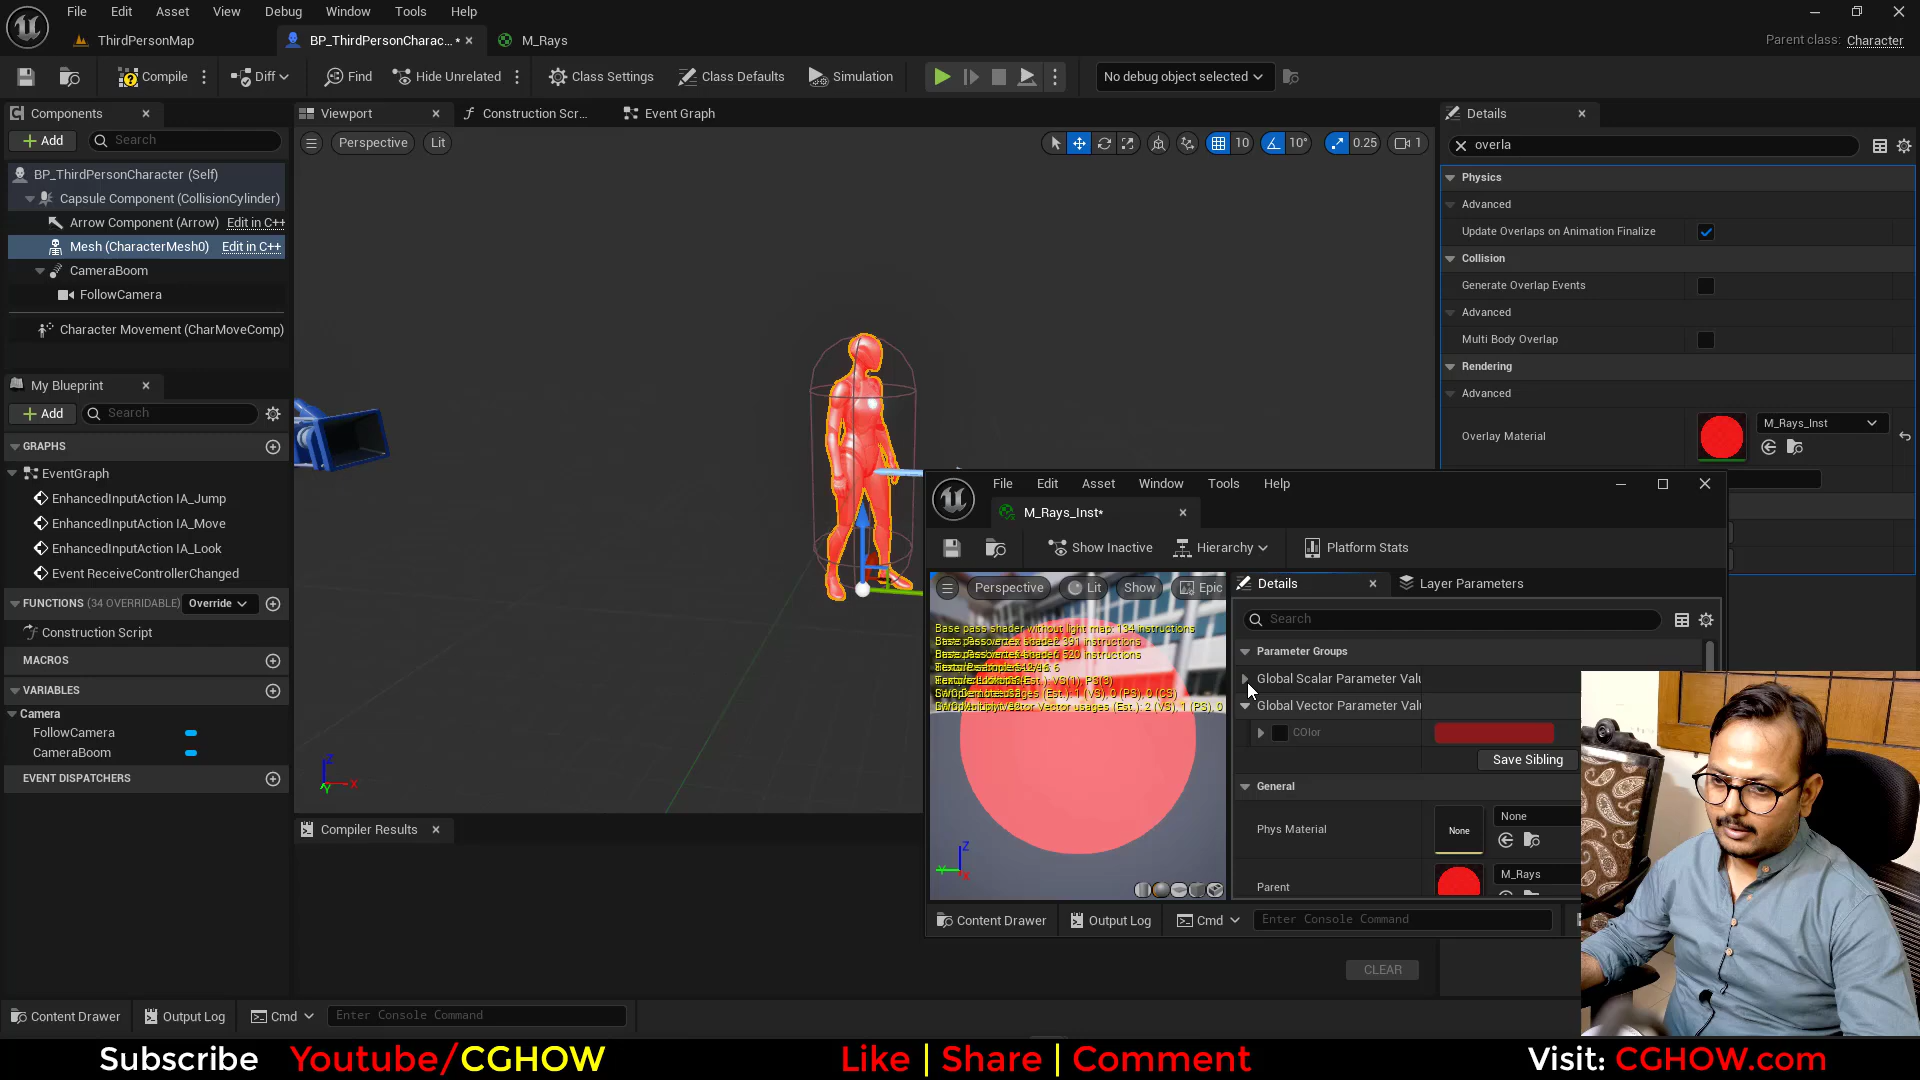 File Edit Asset View Debug Window Tools Help
ThirdPersonMap BP_ThirdPersonCharac... * M_Rays Parent class: Character
Compile Diff Find Hide Unrelated Class Settings Class Defaults Simulation No debug object selected
Components Viewport Construction Scr... Event Graph Details
Add Search Perspective Lit 10 10° 0.25 1 overla
BP_ThirdPersonCharacter (Self)
Capsule Component (CollisionCylinder)
Arrow Component (Arrow) Edit in C++
Mesh (CharacterMesh0) Edit in C++
CameraBoom
FollowCamera
Character Movement (CharMoveComp)
Physics
Advanced
Update Overlaps on Animation Finalize
Collision
Generate Overlap Events
Advanced
Multi Body Overlap
Rendering
Advanced
Overlay Material M_Rays_Inst
My Blueprint
Add Search
GRAPHS
EventGraph
EnhancedInputAction IA_Jump
EnhancedInputAction IA_Move
EnhancedInputAction IA_Look
Event ReceiveControllerChanged
FUNCTIONS (34 OVERRIDABLE) Override
Construction Script
MACROS
VARIABLES
Camera
FollowCamera
CameraBoom
EVENT DISPATCHERS
Z X Y
Compiler Results
CLEAR
File Edit Asset Window Tools Help
M_Rays_Inst*
Show Inactive Hierarchy Platform Stats
Perspective Lit Show Epic
Base pass shader without light map: 134 instructions
Z Y X
Details Layer Parameters
Search
Parameter Groups
Global Scalar Parameter Valu
Global Vector Parameter Valu
COlor
Save Sibling
General
Phys Material None None
Parent M_Rays
Content Drawer Output Log Cmd Enter Console Command
Content Drawer Output Log Cmd Enter Console Command
Subscribe Youtube/CGHOW Like | Share | Comment Visit: CGHOW.com